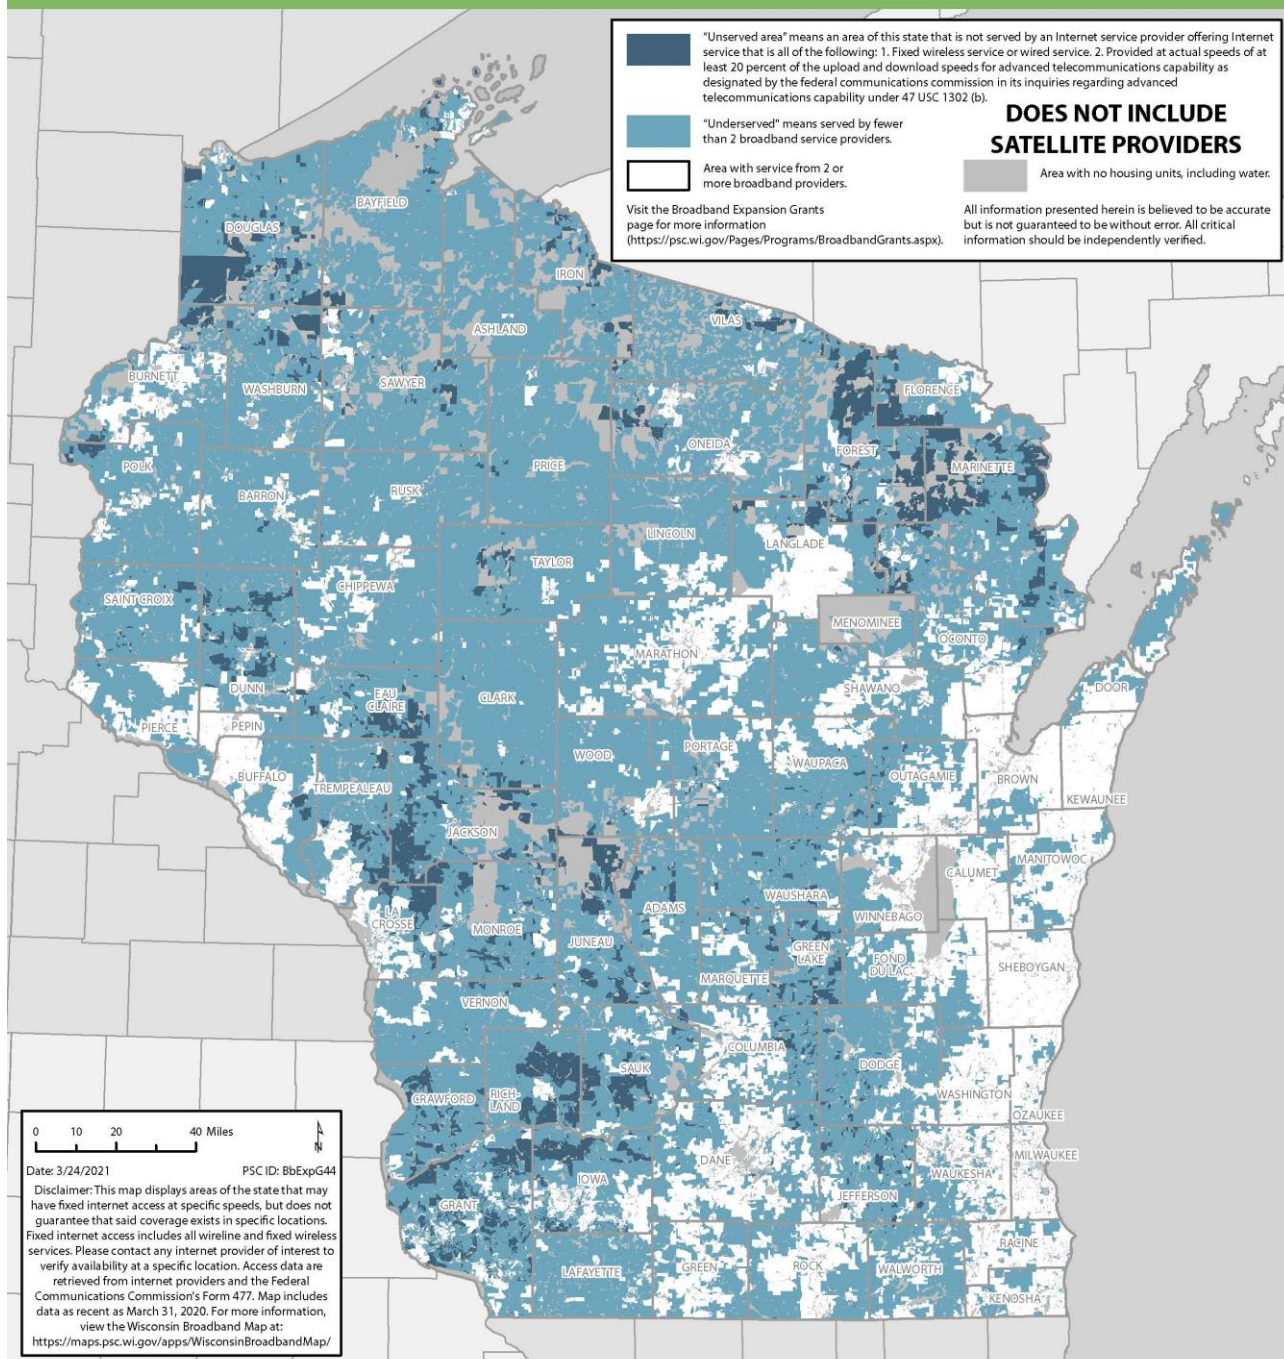 "Unserved area" means an area of this state that is not served by an Internet service provider offering Internet
service that is all of the following: 1. Fixed wireless service or wired service. 2. Provided at actual speeds of at
least 20 percent of the upload and download speeds for advanced telecommunications capability as
designated by the federal communications commission in its inquiries regarding advanced
telecommunications capability under 47 USC 1302 (b).
DOES NOT INCLUDE
SATELLITE PROVIDERS
"Underserved" means served by fewer
than 2 broadband service providers.
Area with service from 2 or
more broadband providers.
Area with no housing units, including water.
Visit the Broadband Expansion Grants
page for more information
(https://psc.wi.gov/Pages/Programs/BroadbandGrants.aspx).
All information presented herein is believed to be accurate
but is not guaranteed to be without error. All critical
information should be independently verified.
BAYFIELD
DOUGLAS
IRON
ASHLAND
VILAS
BURNETT
WASHBURN
SAWYER
FLORENCE
ONEIDA
FOREST
MARINETTE
POLK
BARRON
RUSK
PRICE
LINCOLN
LANGLADE
TAYLOR
CHIPPEWA
SAINT CROIX
MENOMINEE
OCONTO
MARATHON
DUNN
EAU
CLAIRE
CLARK
SHAWANO
DOOR
PIERCE
PEPIN
WOOD
PORTAGE
WAUPACA
OUTAGAMIE
BROWN
BUFFALO
TREMPEALEAU
KEWAUNEE
JACKSON
MANITOWOC
CALUMET
WAUSHARA
ADAMS
WINNEBAGO
LA
CROSSE
MONROE
JUNEAU
GREEN
LAKE
FOND
DU LAC
MARQUETTE
SHEBOYGAN
VERNON
COLUMBIA
SAUK
DODGE
CRAWFORD
RICH-
LAND
WASHINGTON
OZAUKEE
DANE
MILWAUKEE
WAUKESHA
IOWA
JEFFERSON
GRANT
RACINE
LAFAYETTE
GREEN
ROCK
WALWORTH
KENOSHA
0 10 20 40 Miles
N
Date: 3/24/2021 PSC ID: BbExpG44
Disclaimer: This map displays areas of the state that may
have fixed internet access at specific speeds, but does not
guarantee that said coverage exists in specific locations.
Fixed internet access includes all wireline and fixed wireless
services. Please contact any internet provider of interest to
verify availability at a specific location. Access data are
retrieved from internet providers and the Federal
Communications Commission's Form 477. Map includes
data as recent as March 31, 2020. For more information,
view the Wisconsin Broadband Map at:
https://maps.psc.wi.gov/apps/WisconsinBroadbandMap/